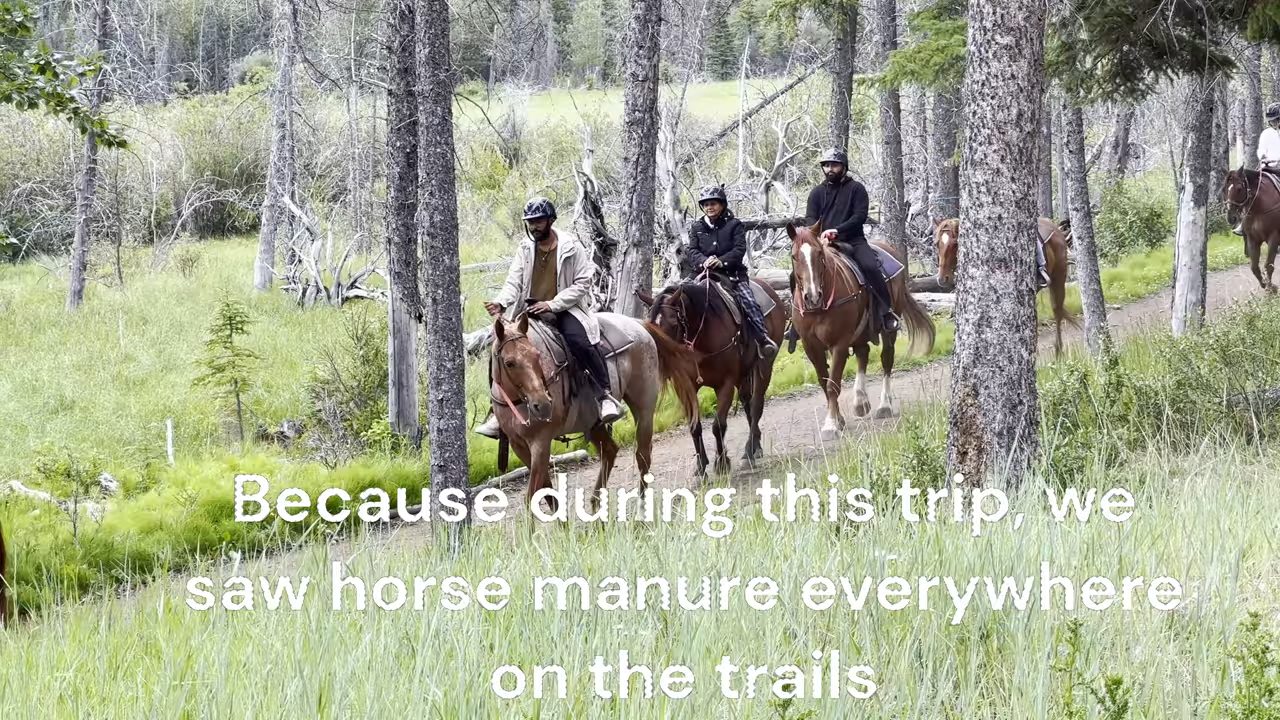 Because during this trip, we
saw horse manure everywhere
on the trails